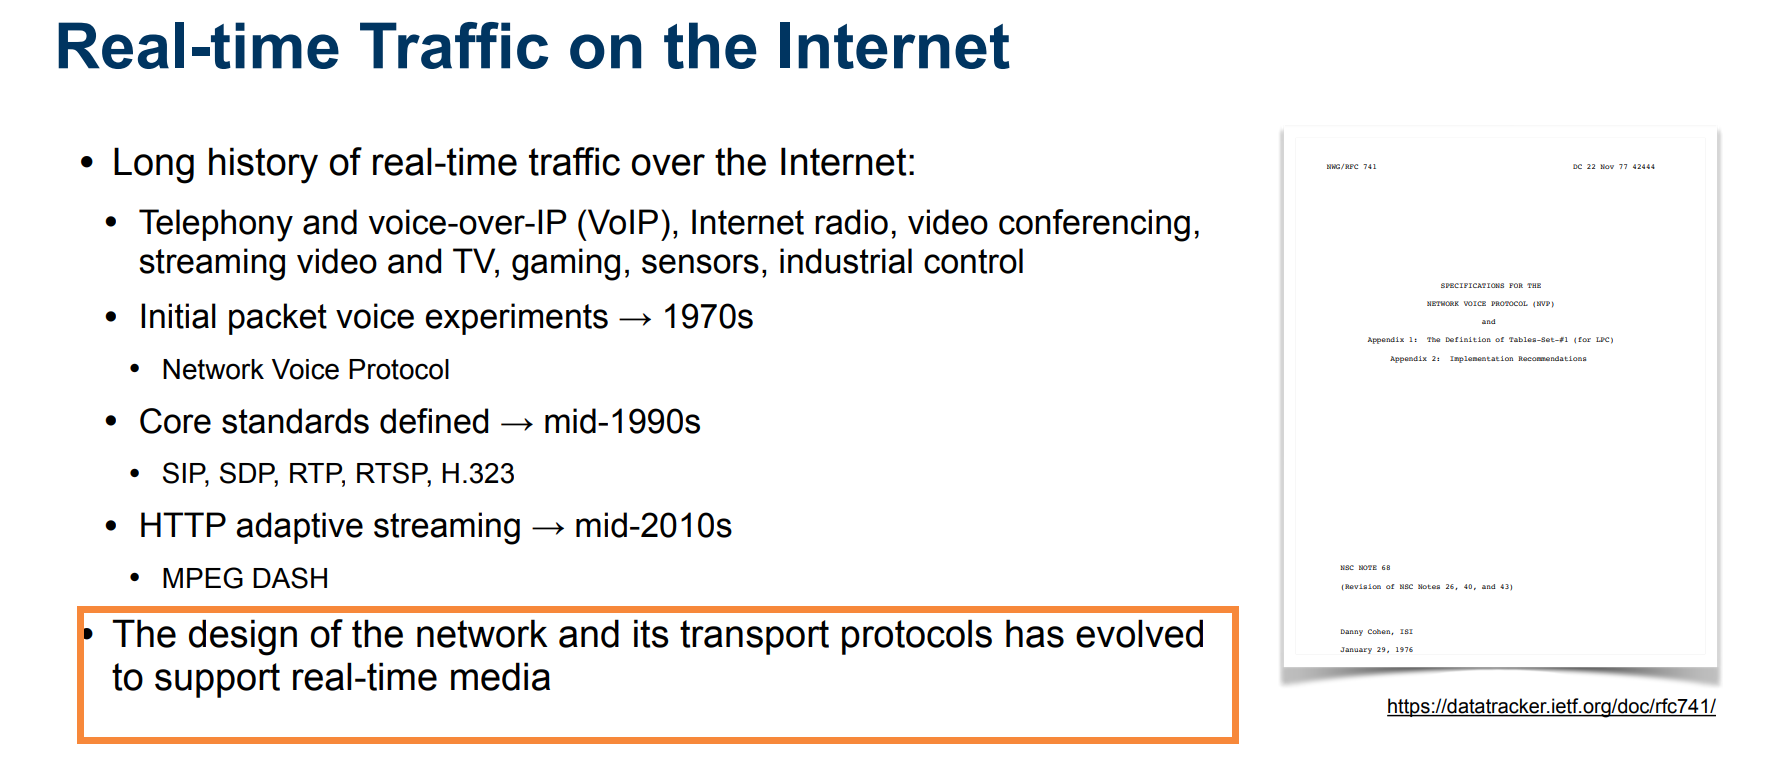 Real-time Traffic on the Internet
• Long history of real-time traffic over the Internet:
• Telephony and voice-over-IP (VoIP), Internet radio, video conferencing,
streaming video and TV, gaming, sensors, industrial control
• Initial packet voice experiments → 1970s
• Network Voice Protocol
• Core standards defined → mid-1990s
• SIP, SDP, RTP, RTSP, H.323
• HTTP adaptive streaming → mid-2010s
• MPEG DASH
• The design of the network and its transport protocols has evolved
to support real-time media
NWG/RFC 741 DC 22 Nov 77 42444
SPECIFICATIONS FOR THE
NETWORK VOICE PROTOCOL (NVP)
and
Appendix 1: The Definition of Tables-Set-#1 (for LPC)
Appendix 2: Implementation Recommendations
NSC NOTE 68
(Revision of NSC Notes 26, 40, and 43)
Danny Cohen, ISI
January 29, 1976
https://datatracker.ietf.org/doc/rfc741/